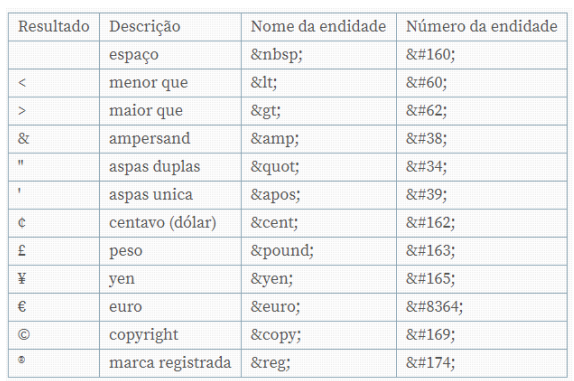 Resultado Descrição Nome da endidade Número da endidade
espaço &nbsp; &#160;
< menor que &lt; &#60;
> maior que &gt; &#62;
& ampersand &amp; &#38;
" aspas duplas &quot; &#34;
' aspas unica &apos; &#39;
¢ centavo (dólar) &cent; &#162;
£ peso &pound; &#163;
¥ yen &yen; &#165;
€ euro &euro; &#8364;
© copyright &copy; &#169;
® marca registrada &reg; &#174;